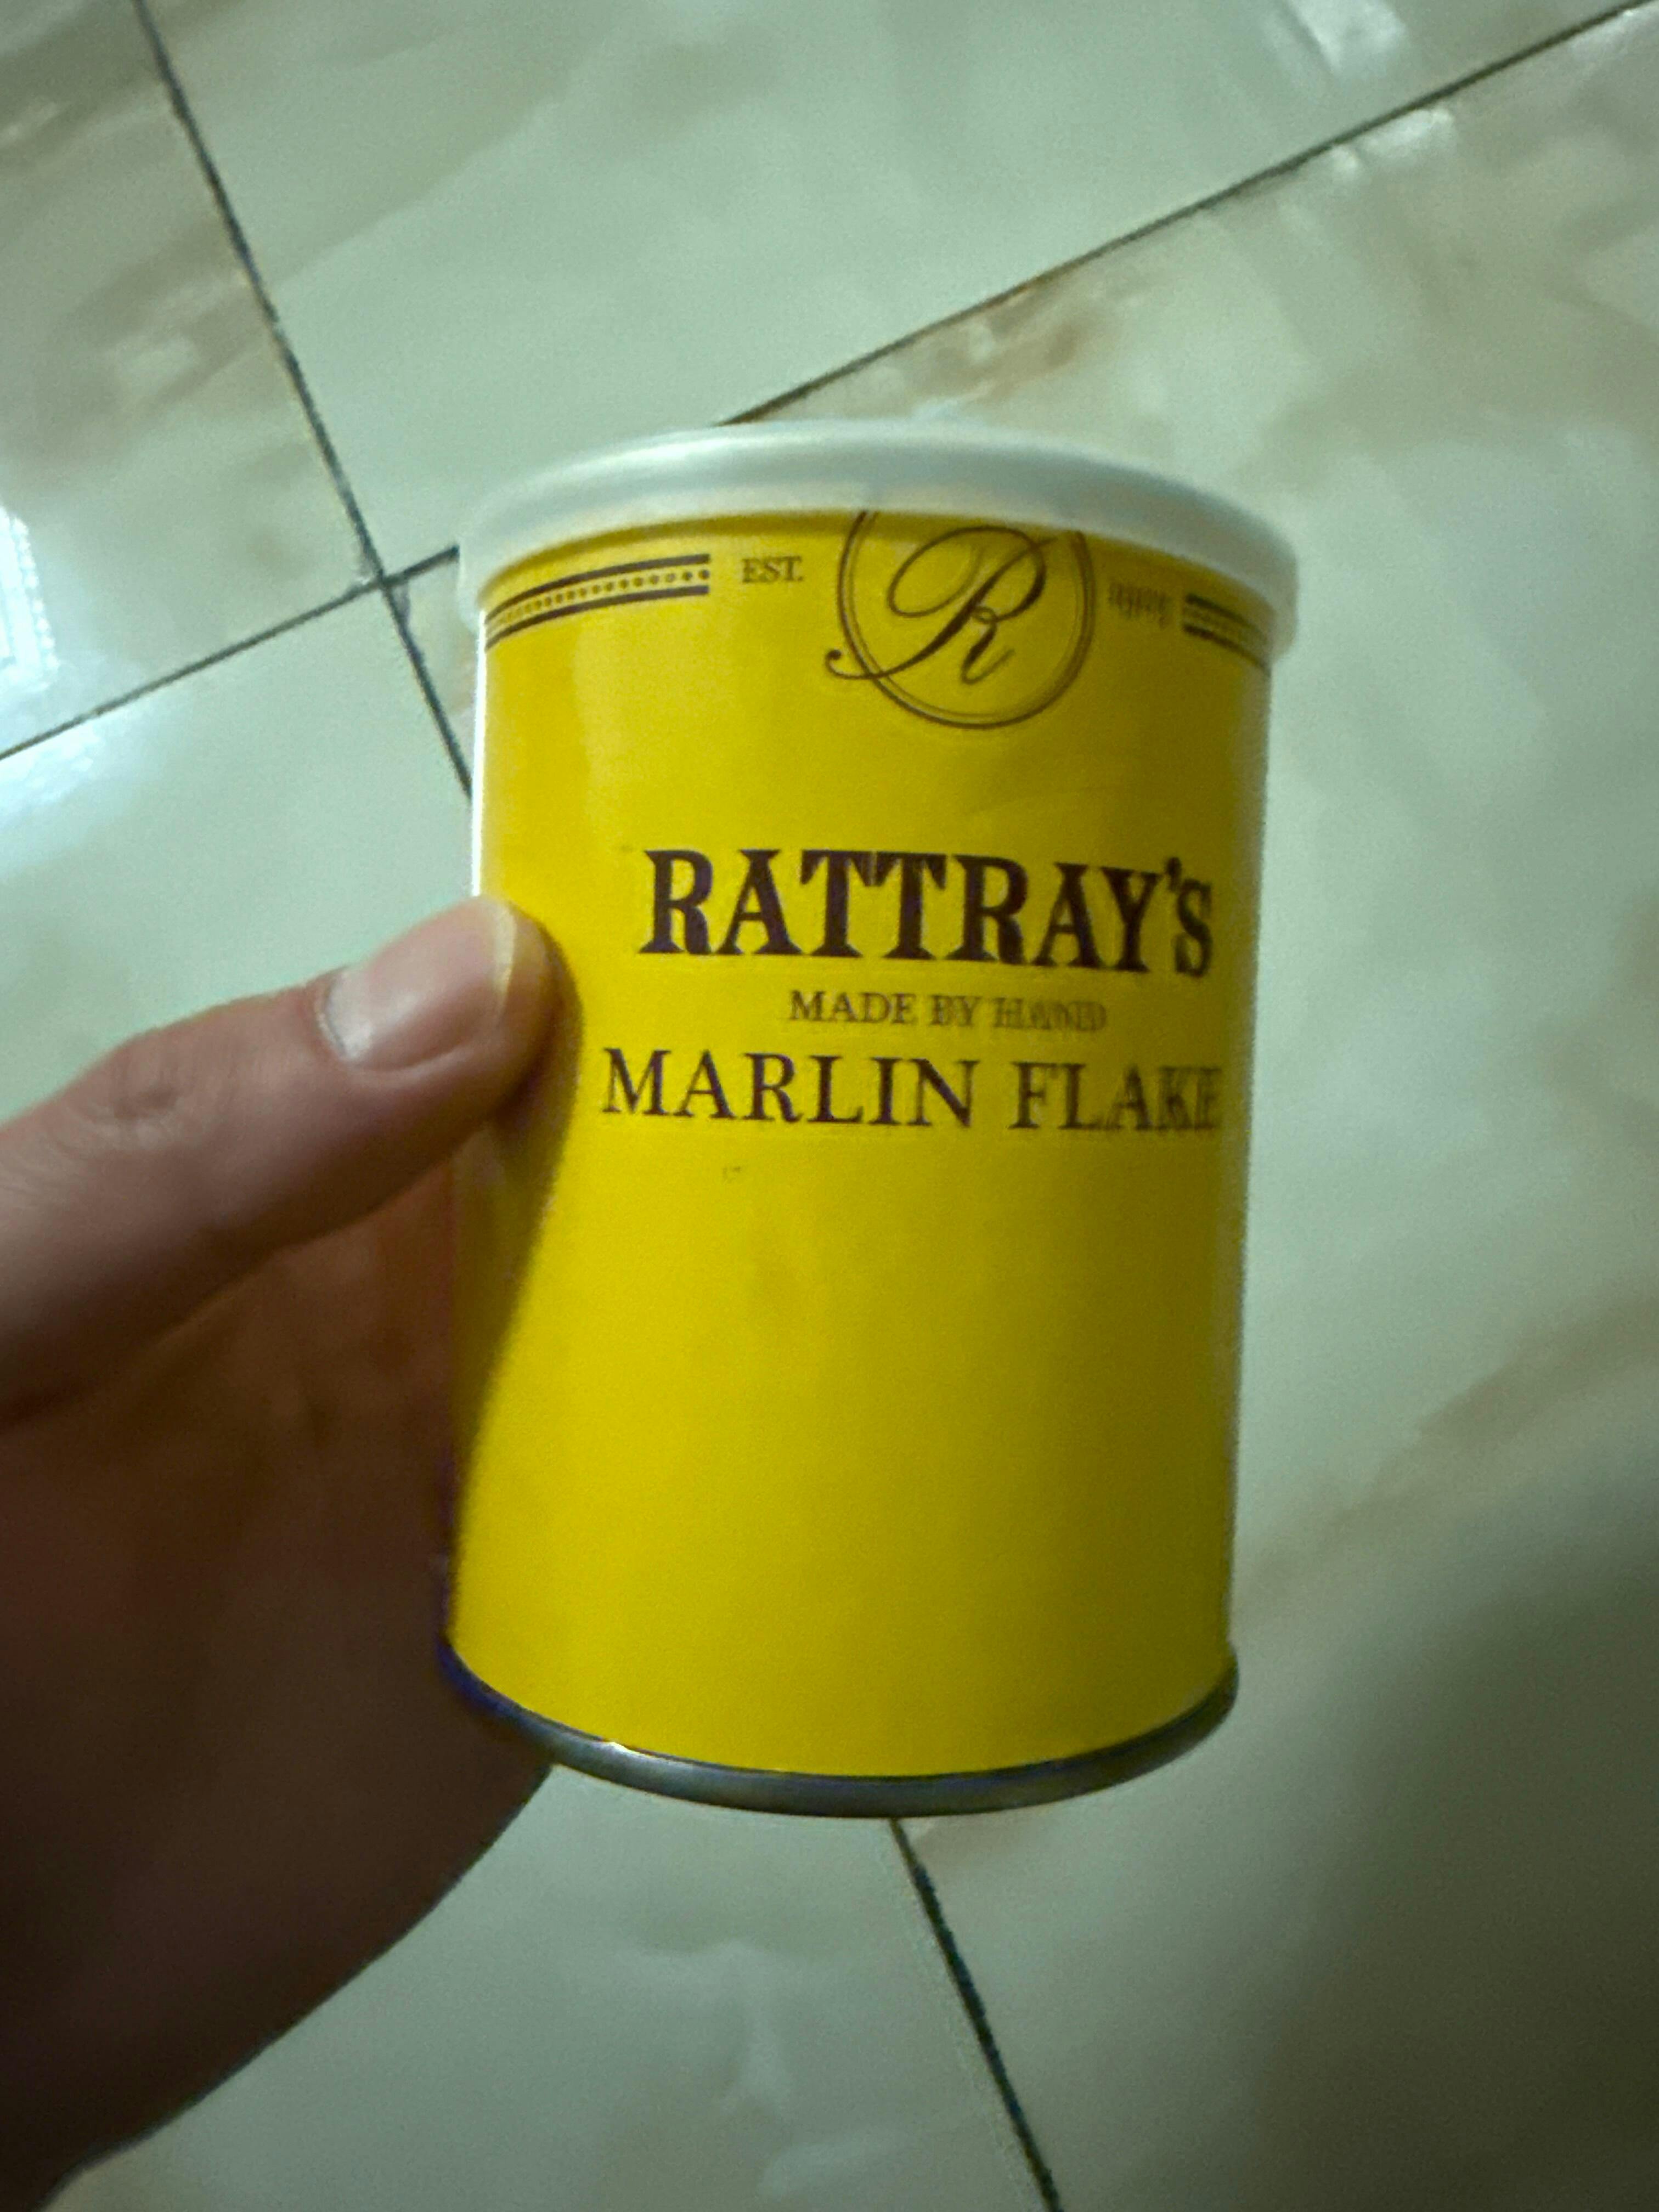 EST. R
RATTRAY'S
MADE BY HAND
MARLIN FLAKE